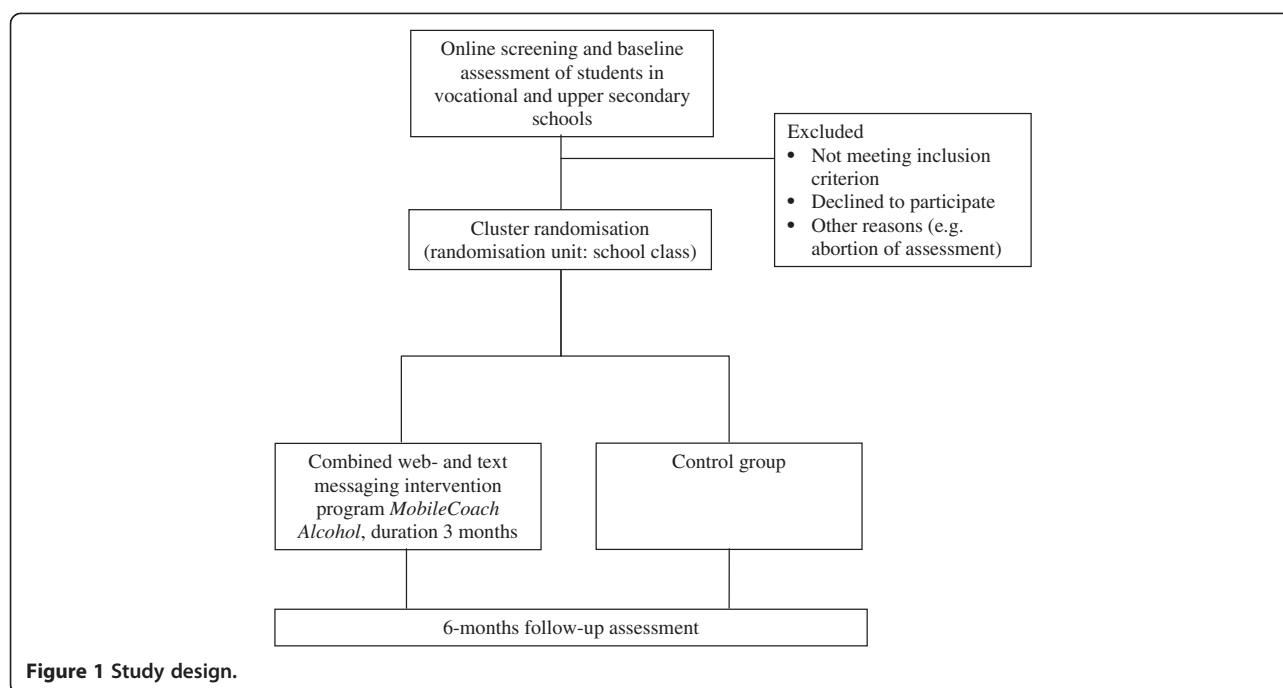 Online screening and baseline
assessment of students in
vocational and upper secondary
schools
Excluded
• Not meeting inclusion
criterion
• Declined to participate
• Other reasons (e.g.
abortion of assessment)
Cluster randomisation
(randomisation unit: school class)
Combined web- and text
messaging intervention
program MobileCoach
Alcohol, duration 3 months
Control group
6-months follow-up assessment
Figure 1 Study design.